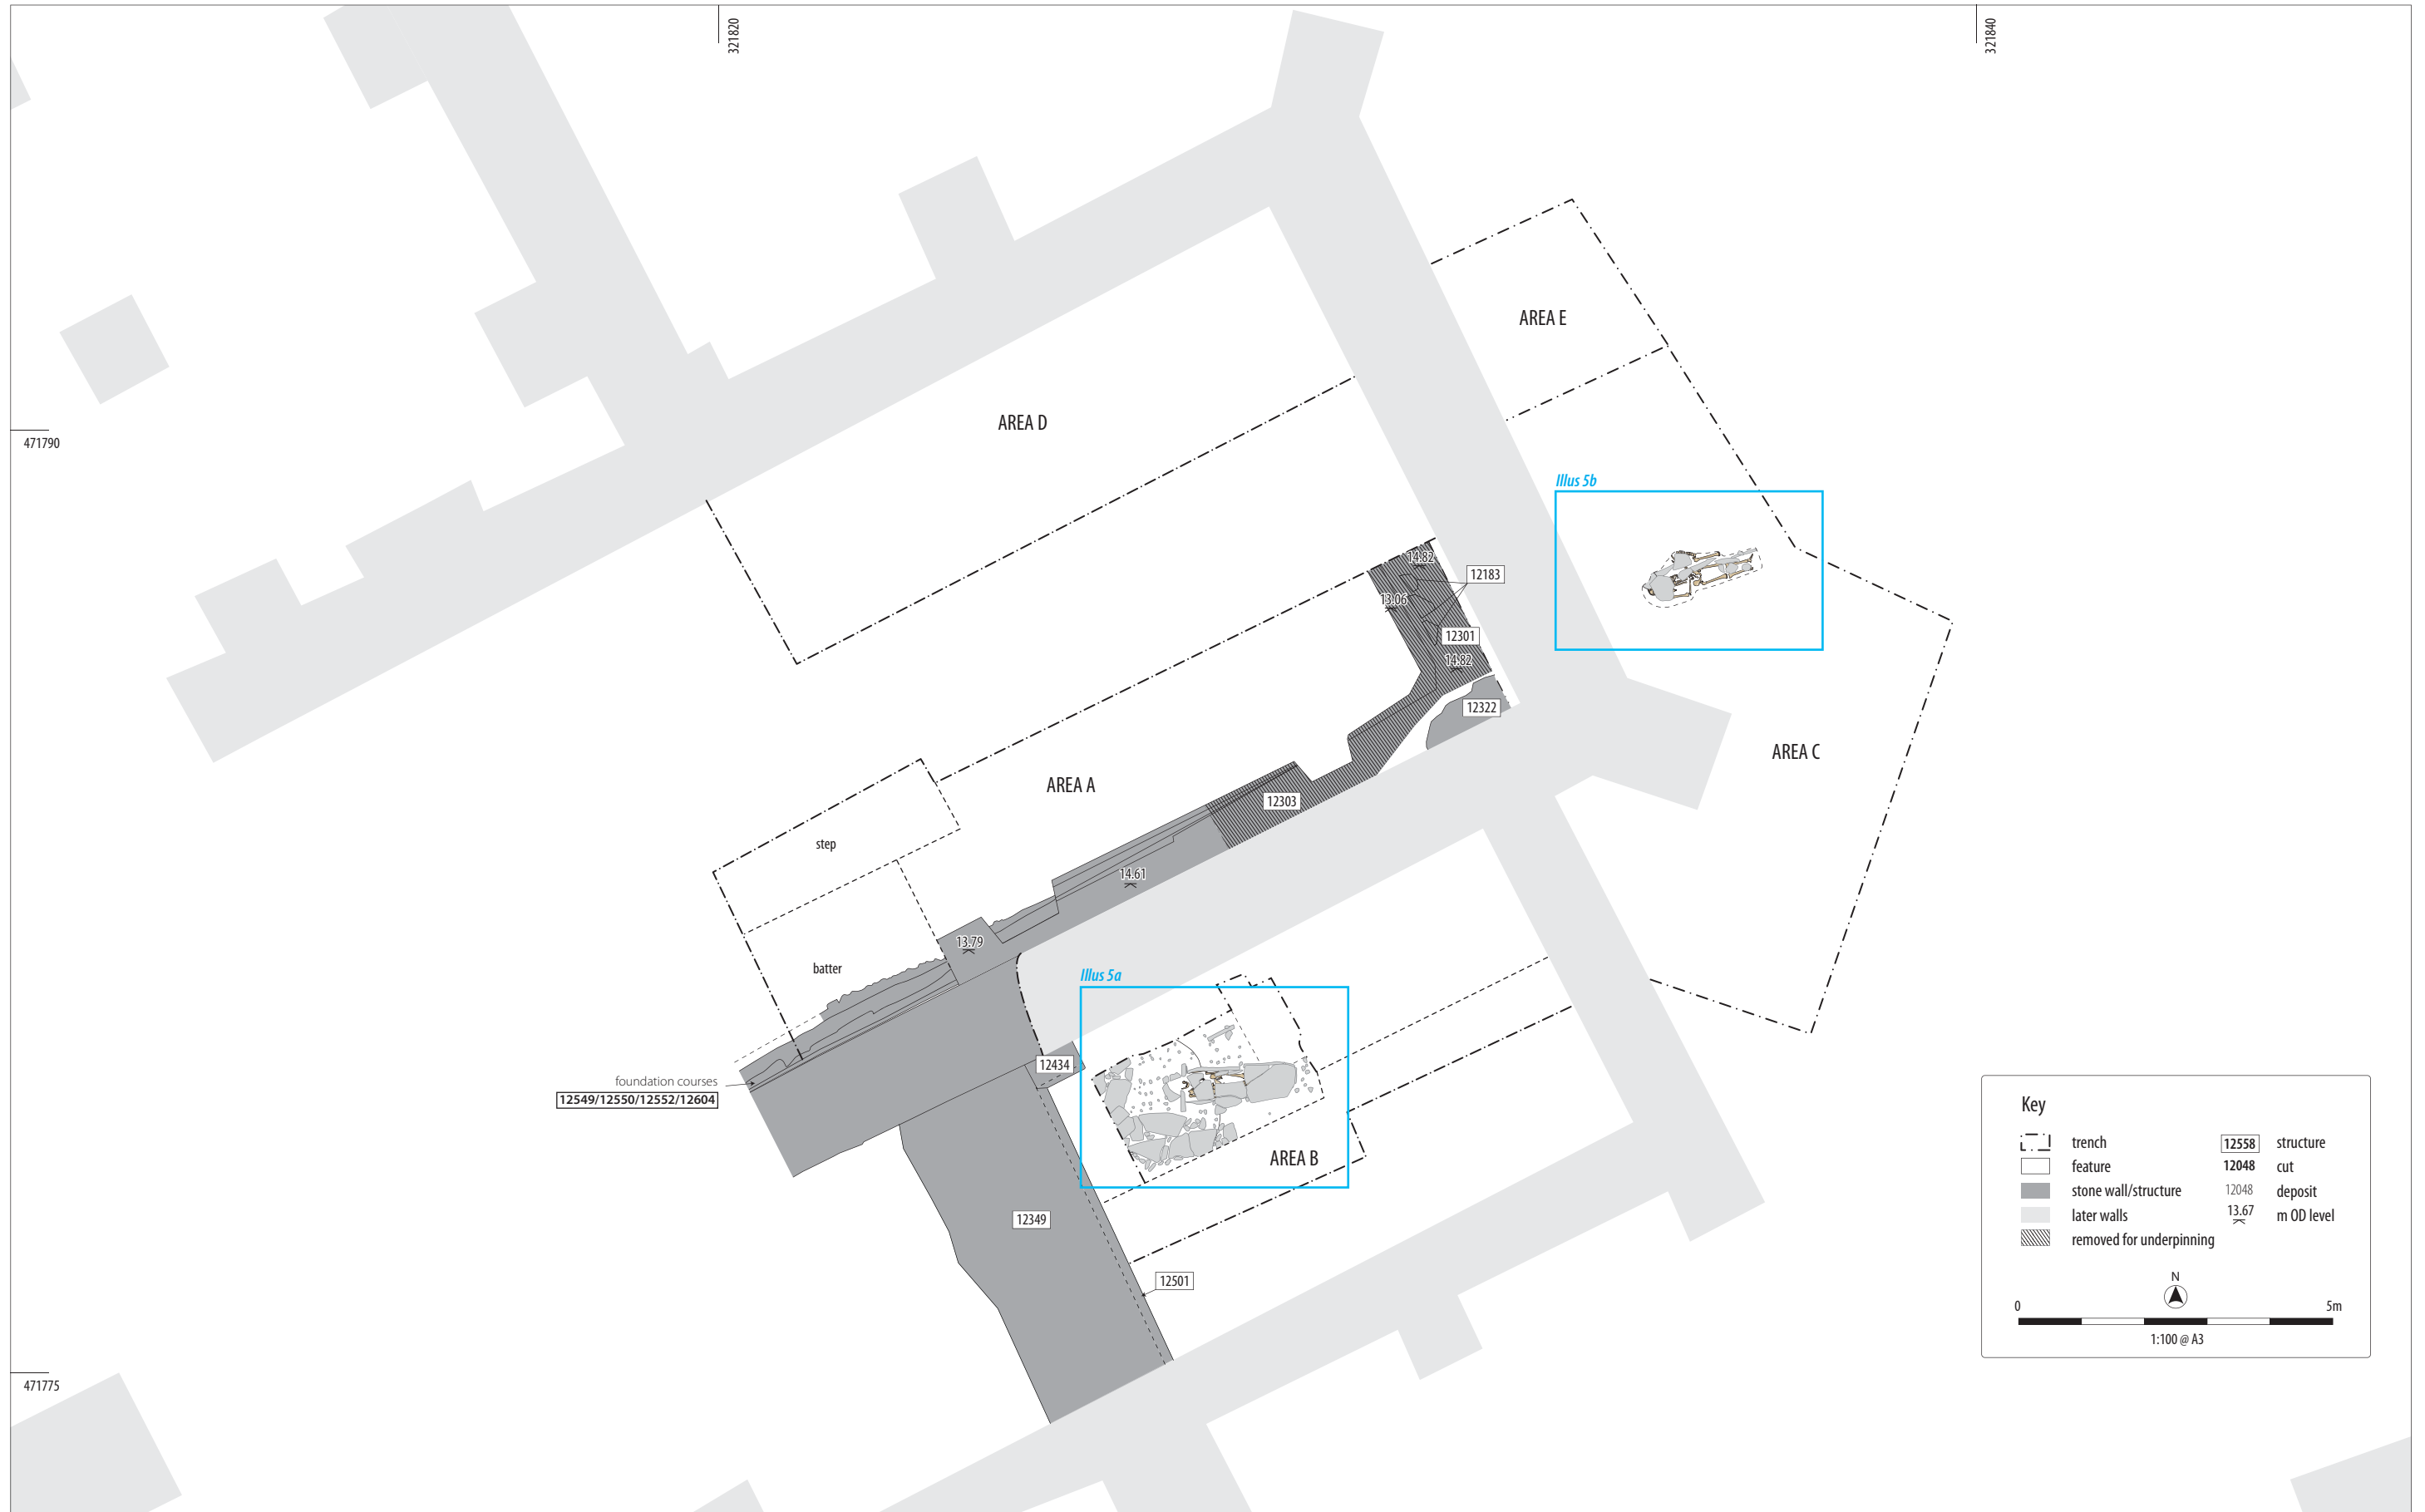 321820
321840
AREA E
AREA D
471790
Illus 5b
14.82
12183
13.06
12301
14.82
12322
AREA C
AREA A
12303
step
14.61
13.79
batter
Illus 5a
12434
foundation courses
12549/12550/12552/12604
AREA B
12349
12501
471775
Key
trench
feature
stone wall/structure
later walls
removed for underpinning
12558 structure
12048 cut
12048 deposit
13.67 m OD level
N
0 5m
1:100 @ A3